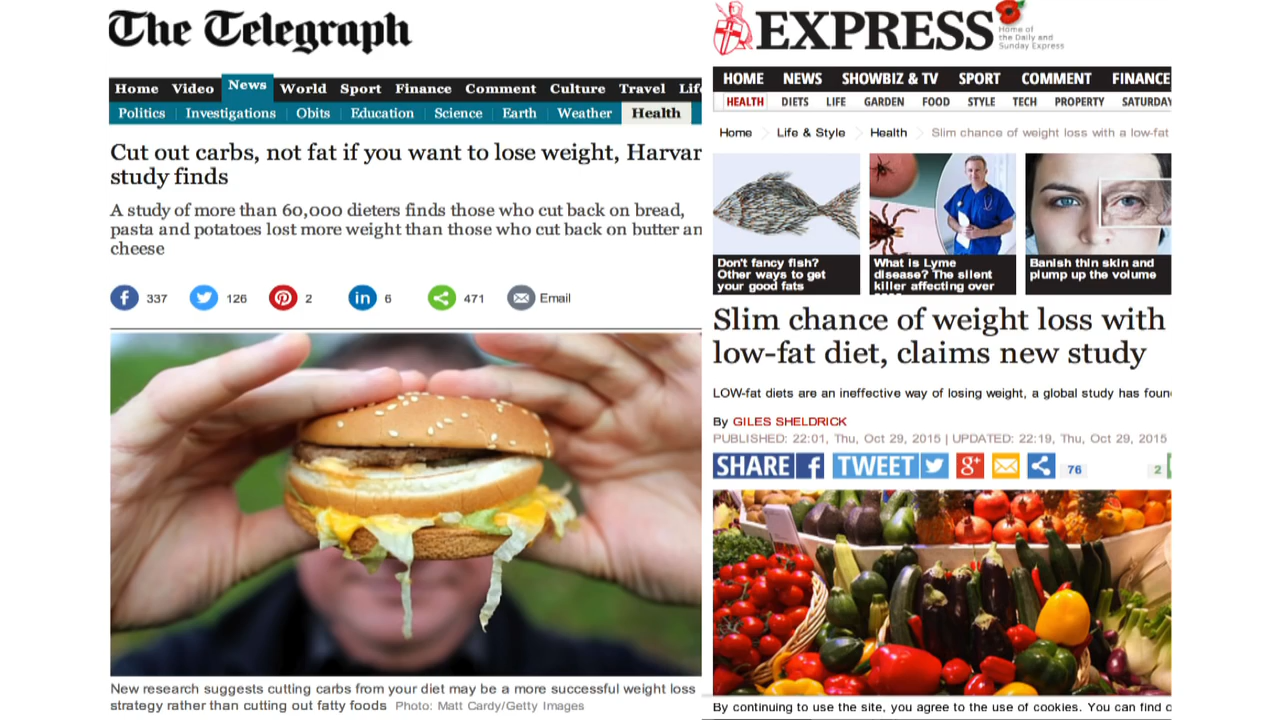 The Telegraph
Home Video News World Sport Finance Comment Culture Travel Lif
Politics Investigations Obits Education Science Earth Weather Health
Cut out carbs, not fat if you want to lose weight, Harvar
study finds
A study of more than 60,000 dieters finds those who cut back on bread,
pasta and potatoes lost more weight than those who cut back on butter an
cheese
337 126 2 in 6 471 Email
New research suggests cutting carbs from your diet may be a more successful weight loss
strategy rather than cutting out fatty foods Photo: Matt Cardy/Getty Images
EXPRESS
Home of
the Daily and
Sunday Express
HOME NEWS SHOWBIZ & TV SPORT COMMENT FINANCE
HEALTH DIETS LIFE GARDEN FOOD STYLE TECH PROPERTY SATURDAY
Home Life & Style Health Slim chance of weight loss with a low-fat
Don't fancy fish?
Other ways to get
your good fats
What is Lyme
disease? The silent
killer affecting over
Banish thin skin and
plump up the volume
Slim chance of weight loss with
low-fat diet, claims new study
LOW-fat diets are an ineffective way of losing weight, a global study has foun
By GILES SHELDRICK
PUBLISHED: 22:01, Thu, Oct 29, 2015 | UPDATED: 22:19, Thu, Oct 29, 2015
SHARE f TWEET g+ 76 2
By continuing to use the site, you agree to the use of cookies. You can find o